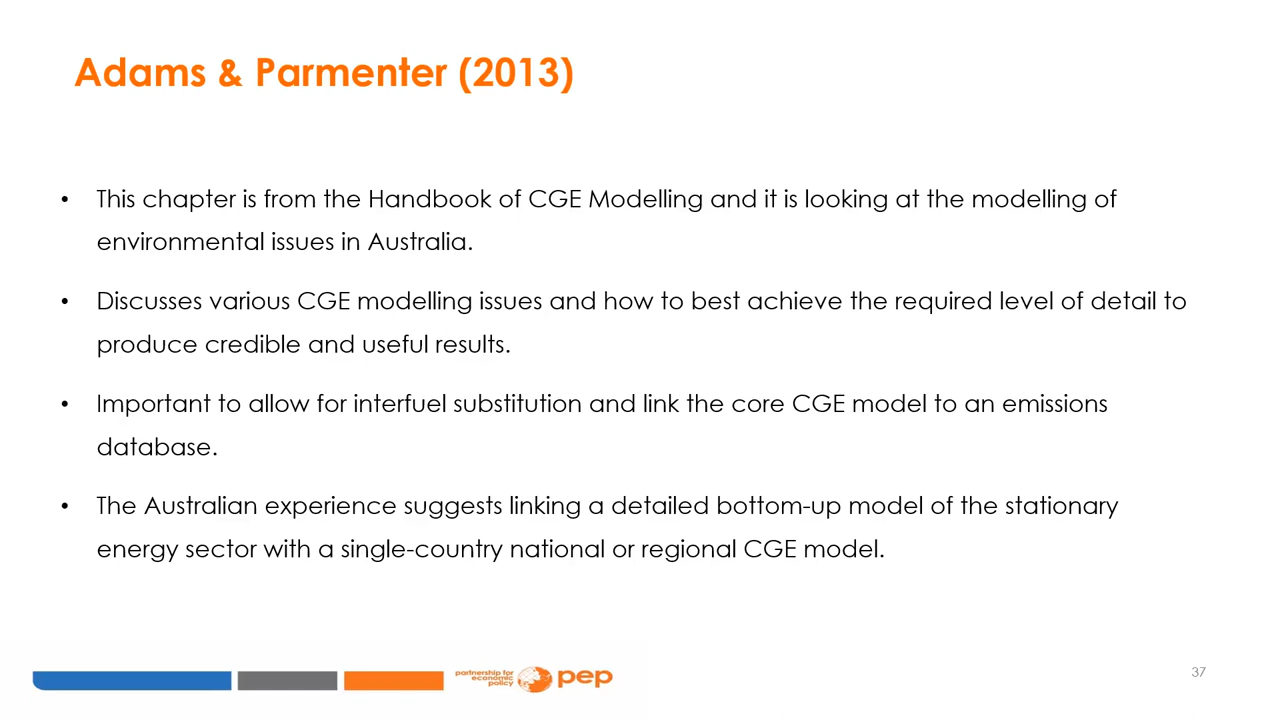 Adams & Parmenter (2013)
• This chapter is from the Handbook of CGE Modelling and it is looking at the modelling of
environmental issues in Australia.
• Discusses various CGE modelling issues and how to best achieve the required level of detail to
produce credible and useful results.
• Important to allow for interfuel substitution and link the core CGE model to an emissions
database.
• The Australian experience suggests linking a detailed bottom-up model of the stationary
energy sector with a single-country national or regional CGE model.
partnership for
economic
policy
pep
37